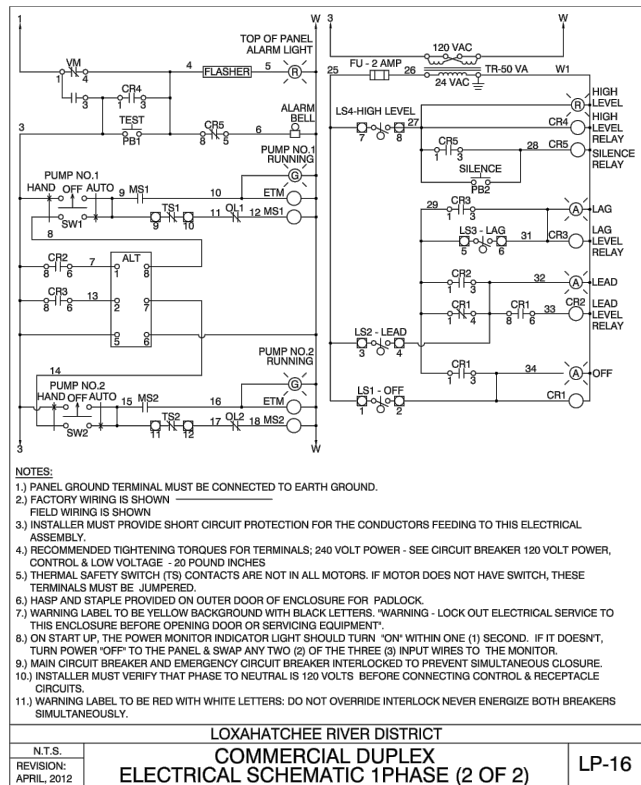 1 W 3 W
TOP OF PANEL
ALARM LIGHT
VM
1 4
4 FLASHER 5 R
1 3
CR4
1 3
TEST
PB1
3
CR5
8 5
6
ALARM
BELL
PUMP NO.1
RUNNING
G
PUMP NO.1
HAND OFF AUTO
9 MS1 10 ETM
SW1
TS1
9 10
11 OL1 12 MS1
8
CR2
8 6
7
ALT
1 8
CR3
8 6
13
2 7
5 6
14
PUMP NO.2
RUNNING
G
PUMP NO.2
HAND OFF AUTO
15 MS2 16 ETM
SW2
TS2
11 12
17 OL2 18 MS2
3 W
120 VAC
FU - 2 AMP
TR-50 VA
25 26
24 VAC
W1
R
HIGH
LEVEL
LS4-HIGH LEVEL
7 8
27
CR4
HIGH
LEVEL
RELAY
CR5
1 3
28 CR5
SILENCE
RELAY
SILENCE
PB2
29 CR3
1 3
A LAG
LS3 - LAG
5 6
31
CR3
LAG
LEVEL
RELAY
CR2
1 3
32
A LEAD
CR1
1 4
CR1
8 6
33
CR2
LEAD
LEVEL
RELAY
LS2 - LEAD
3 4
CR1
1 3
34
A OFF
LS1 - OFF
1 2
CR1
NOTES:
1.) PANEL GROUND TERMINAL MUST BE CONNECTED TO EARTH GROUND.
2.) FACTORY WIRING IS SHOWN
FIELD WIRING IS SHOWN
3.) INSTALLER MUST PROVIDE SHORT CIRCUIT PROTECTION FOR THE CONDUCTORS FEEDING TO THIS ELECTRICAL
ASSEMBLY.
4.) RECOMMENDED TIGHTENING TORQUES FOR TERMINALS; 240 VOLT POWER - SEE CIRCUIT BREAKER 120 VOLT POWER,
CONTROL & LOW VOLTAGE - 20 POUND INCHES
5.) THERMAL SAFETY SWITCH (TS) CONTACTS ARE NOT IN ALL MOTORS. IF MOTOR DOES NOT HAVE SWITCH, THESE
TERMINALS MUST BE JUMPERED.
6.) HASP AND STAPLE PROVIDED ON OUTER DOOR OF ENCLOSURE FOR PADLOCK.
7.) WARNING LABEL TO BE YELLOW BACKGROUND WITH BLACK LETTERS. "WARNING - LOCK OUT ELECTRICAL SERVICE TO
THIS ENCLOSURE BEFORE OPENING DOOR OR SERVICING EQUIPMENT".
8.) ON START UP, THE POWER MONITOR INDICATOR LIGHT SHOULD TURN "ON" WITHIN ONE (1) SECOND. IF IT DOESN'T,
TURN POWER "OFF" TO THE PANEL & SWAP ANY TWO (2) OF THE THREE (3) INPUT WIRES TO THE MONITOR.
9.) MAIN CIRCUIT BREAKER AND EMERGENCY CIRCUIT BREAKER INTERLOCKED TO PREVENT SIMULTANEOUS CLOSURE.
10.) INSTALLER MUST VERIFY THAT PHASE TO NEUTRAL IS 120 VOLTS BEFORE CONNECTING CONTROL & RECEPTACLE
CIRCUITS.
11.) WARNING LABEL TO BE RED WITH WHITE LETTERS: DO NOT OVERRIDE INTERLOCK NEVER ENERGIZE BOTH BREAKERS
SIMULTANEOUSLY.
LOXAHATCHEE RIVER DISTRICT
N.T.S.
REVISION:
APRIL, 2012
COMMERCIAL DUPLEX
ELECTRICAL SCHEMATIC 1PHASE (2 OF 2)
LP-16